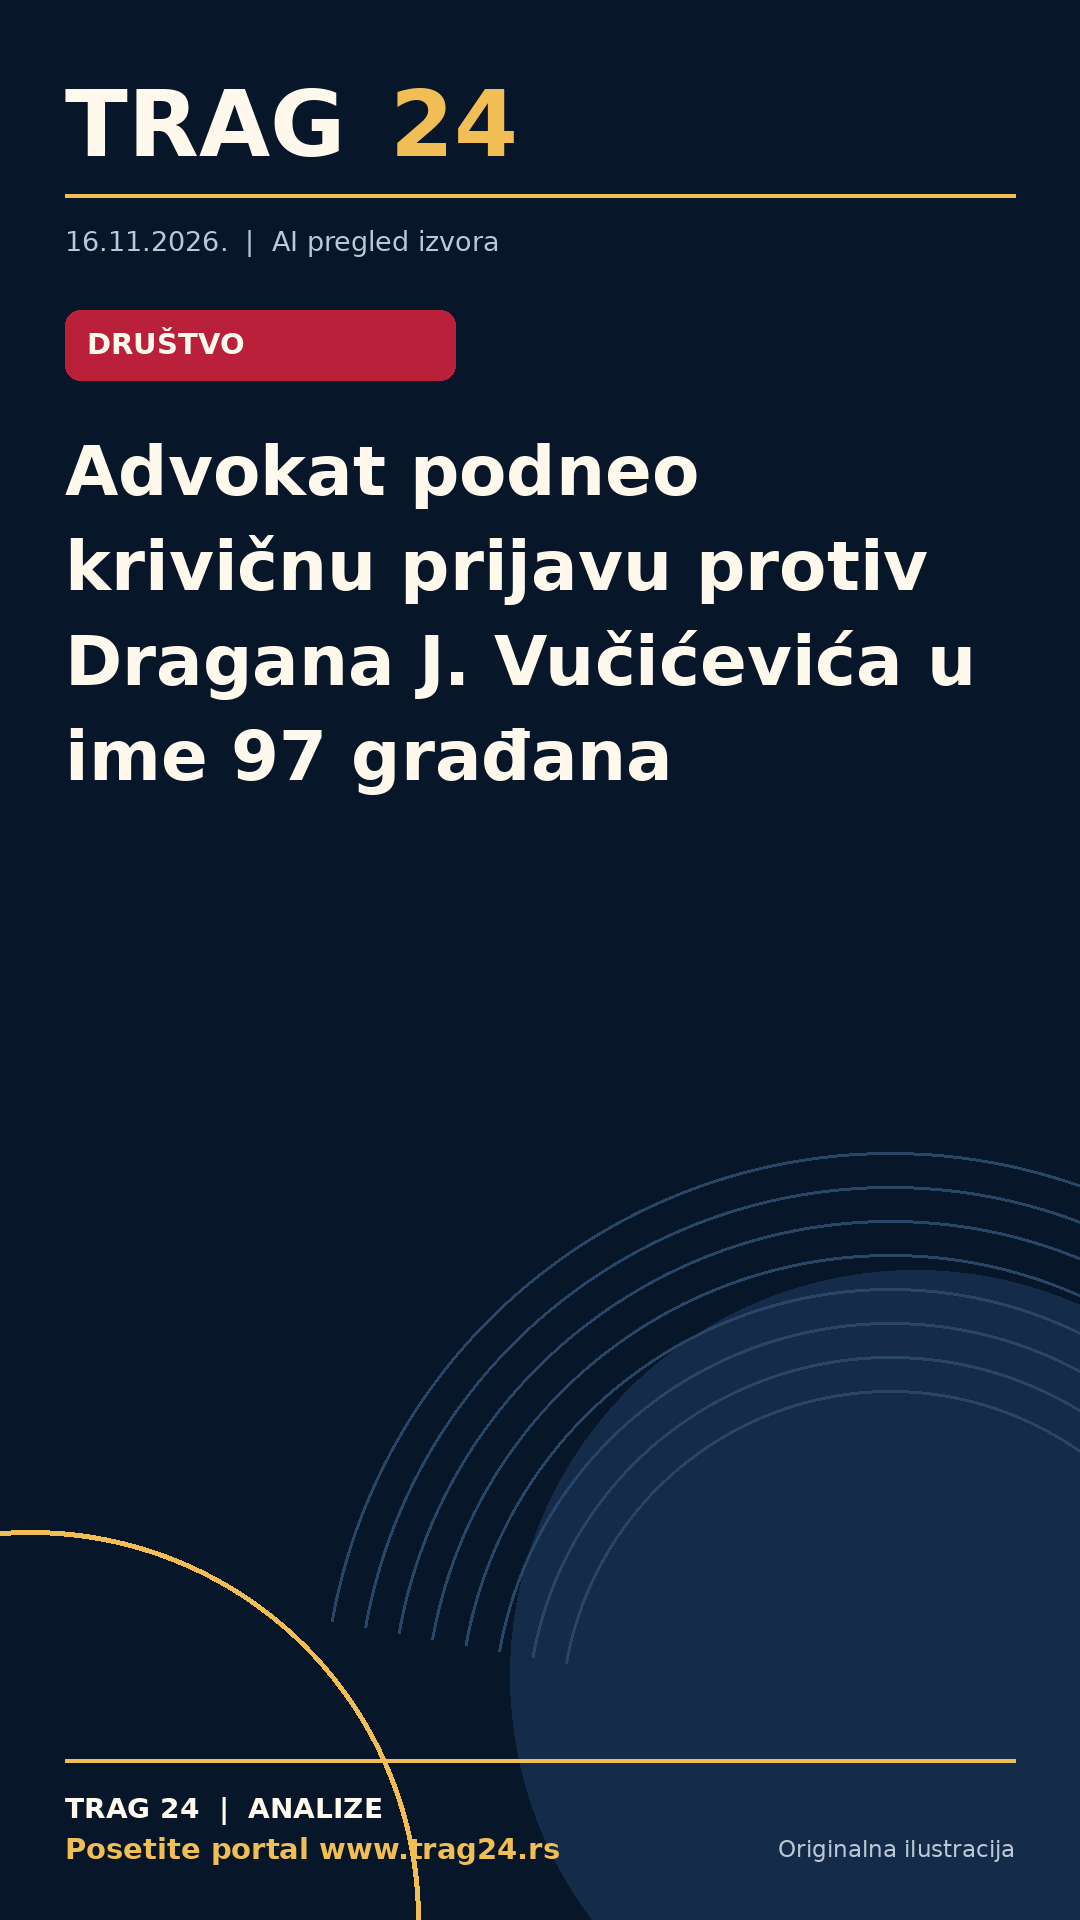 TRAG 24
16.11.2026. | AI pregled izvora
DRUŠTVO
Advokat podneo
krivičnu prijavu protiv
Dragana J. Vučićevića u
ime 97 građana
TRAG 24 | ANALIZE
Posetite portal www.trag24.rs
Originalna ilustracija